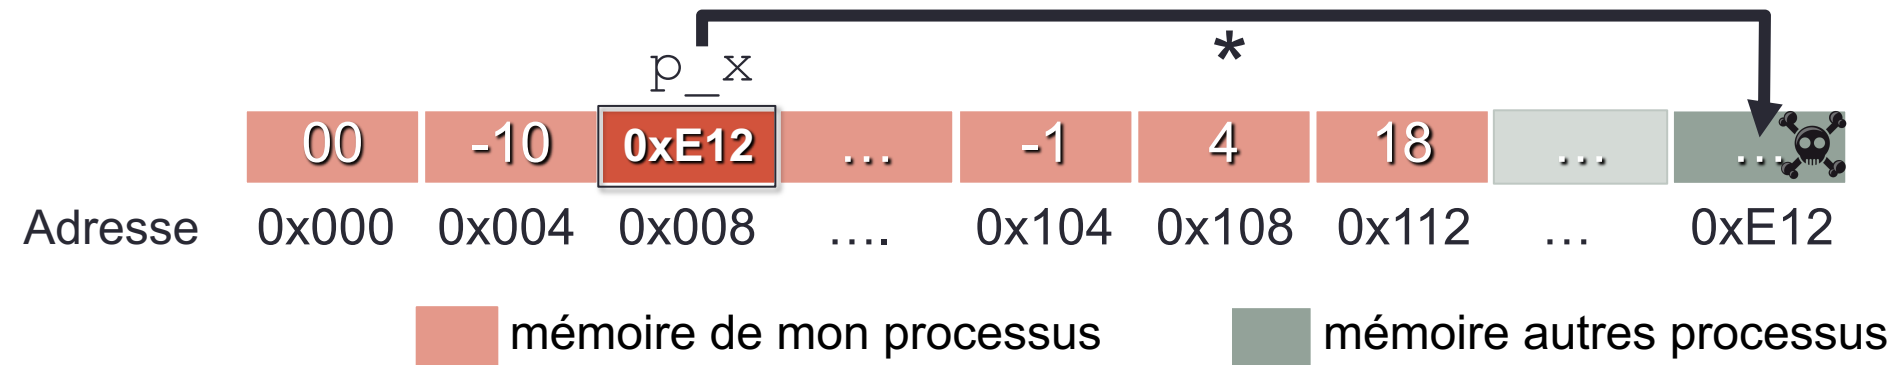 *
p_x
00 -10 0xE12 ... -1 4 18 ... ...
Adresse 0x000 0x004 0x008 .... 0x104 0x108 0x112 ... 0xE12
mémoire de mon processus mémoire autres processus